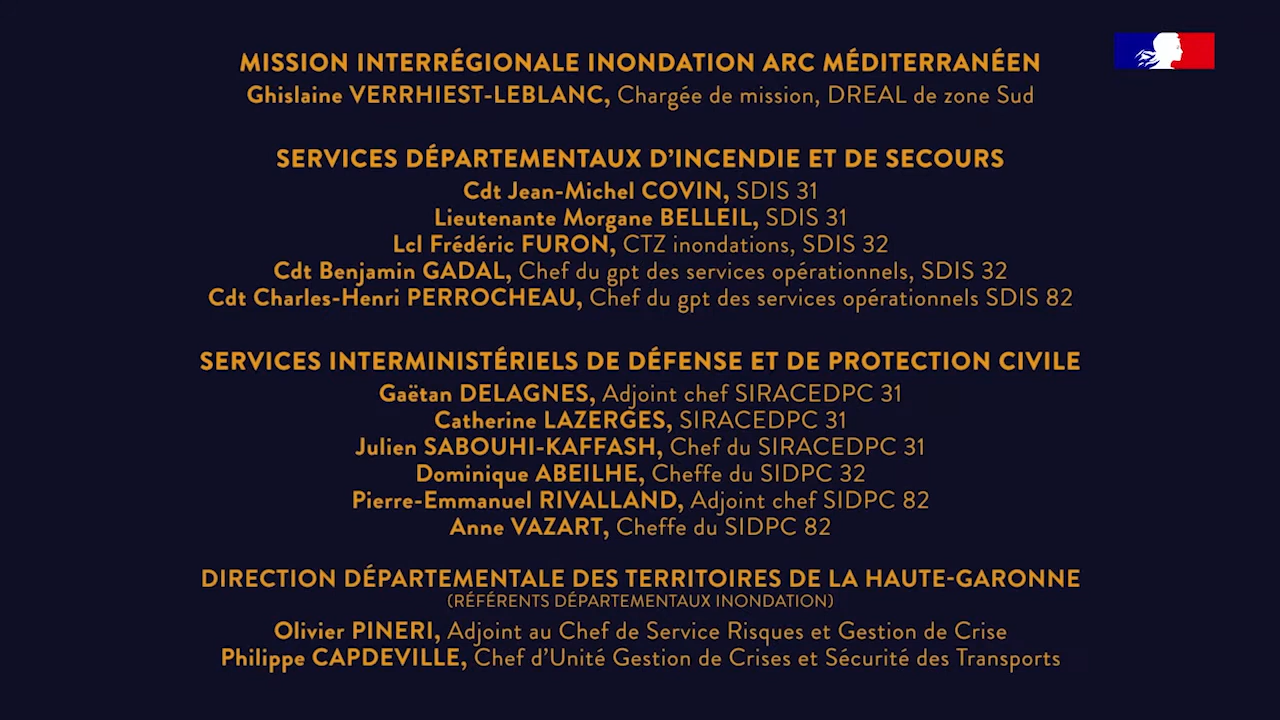 MISSION INTERRÉGIONALE INONDATION ARC MÉDITERRANÉEN
Ghislaine VERRHIEST-LEBLANC, Chargée de mission, DREAL de zone Sud
SERVICES DÉPARTEMENTAUX D’INCENDIE ET DE SECOURS
Cdt Jean-Michel COVIN, SDIS 31
Lieutenante Morgane BELLEIL, SDIS 31
Lcl Frédéric FURON, CTZ inondations, SDIS 32
Cdt Benjamin GADAL, Chef du gpt des services opérationnels, SDIS 32
Cdt Charles-Henri PERROCHEAU, Chef du gpt des services opérationnels SDIS 82
SERVICES INTERMINISTÉRIELS DE DÉFENSE ET DE PROTECTION CIVILE
Gaëtan DELAGNES, Adjoint chef SIRACEDPC 31
Catherine LAZERGES, SIRACEDPC 31
Julien SABOUHI-KAFFASH, Chef du SIRACEDPC 31
Dominique ABEILHE, Cheffe du SIDPC 32
Pierre-Emmanuel RIVALLAND, Adjoint chef SIDPC 82
Anne VAZART, Cheffe du SIDPC 82
DIRECTION DÉPARTEMENTALE DES TERRITOIRES DE LA HAUTE-GARONNE
(RÉFÉRENTS DÉPARTEMENTAUX INONDATION)
Olivier PINERI, Adjoint au Chef de Service Risques et Gestion de Crise
Philippe CAPDEVILLE, Chef d’Unité Gestion de Crises et Sécurité des Transports